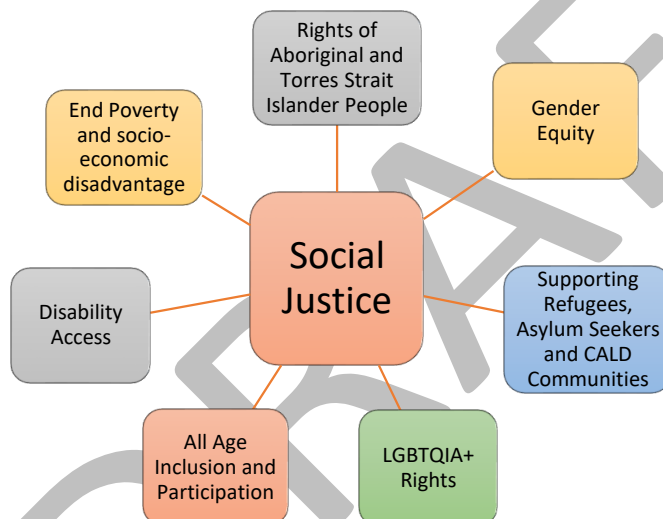 Rights of
Aboriginal and
Torres Strait
Islander People
Gender
Equity
Supporting
Refugees,
Asylum Seekers
and CALD
Communities
LGBTQIA+
Rights
All Age
Inclusion and
Participation
Disability
Access
End Poverty
and socio-
economic
disadvantage
Social
Justice